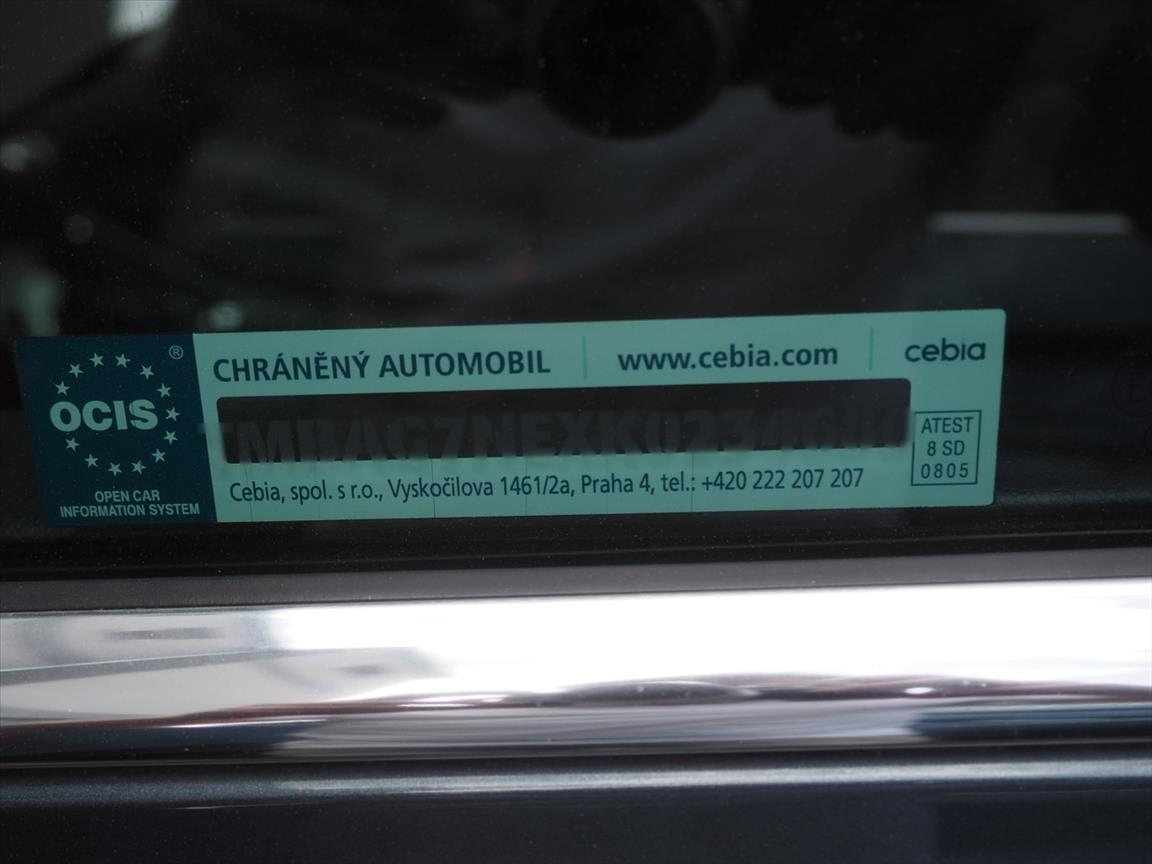 OCIS
®
OPEN CAR
INFORMATION SYSTEM
CHRÁNĚNÝ AUTOMOBIL
www.cebia.com
cebia
Cebia, spol. s r.o., Vyskočilova 1461/2a, Praha 4, tel.: +420 222 207 207
ATEST
8 SD
0805